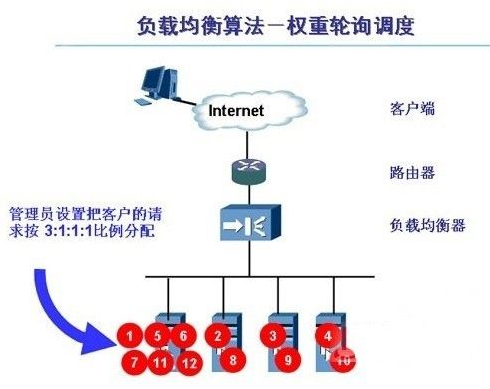 负载均衡算法－权重轮询调度
Internet
客户端
路由器
管理员设置把客户的请
求按 3:1:1:1比例分配
负载均衡器
1 5 6 2 3 4
7 11 12 8 9 10